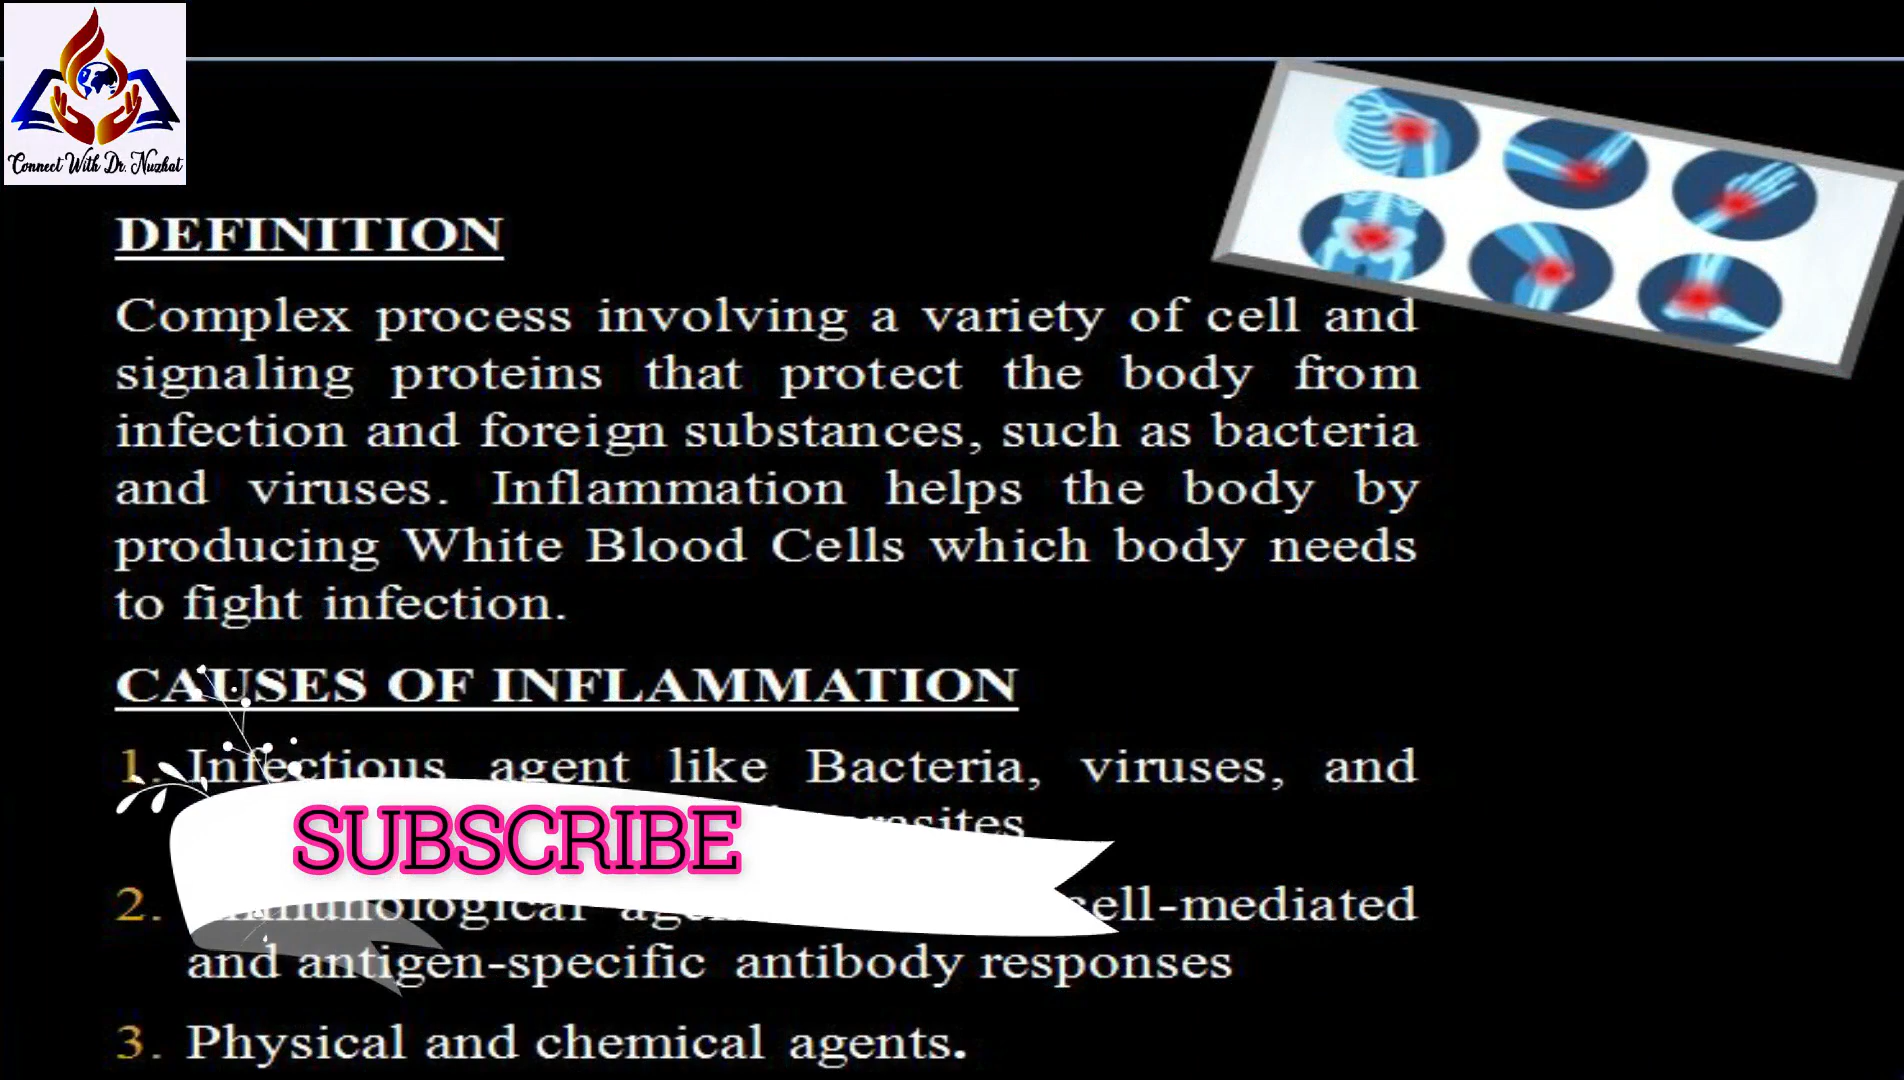 Connect With Dr. Nuzhat
DEFINITION
Complex process involving a variety of cell and
signaling proteins that protect the body from
infection and foreign substances, such as bacteria
and viruses. Inflammation helps the body by
producing White Blood Cells which body needs
to fight infection.
CAUSES OF INFLAMMATION
1. Infectious agent like Bacteria, viruses, and
SUBSCRIBE
2. cell-mediated
and antigen-specific antibody responses
3. Physical and chemical agents.